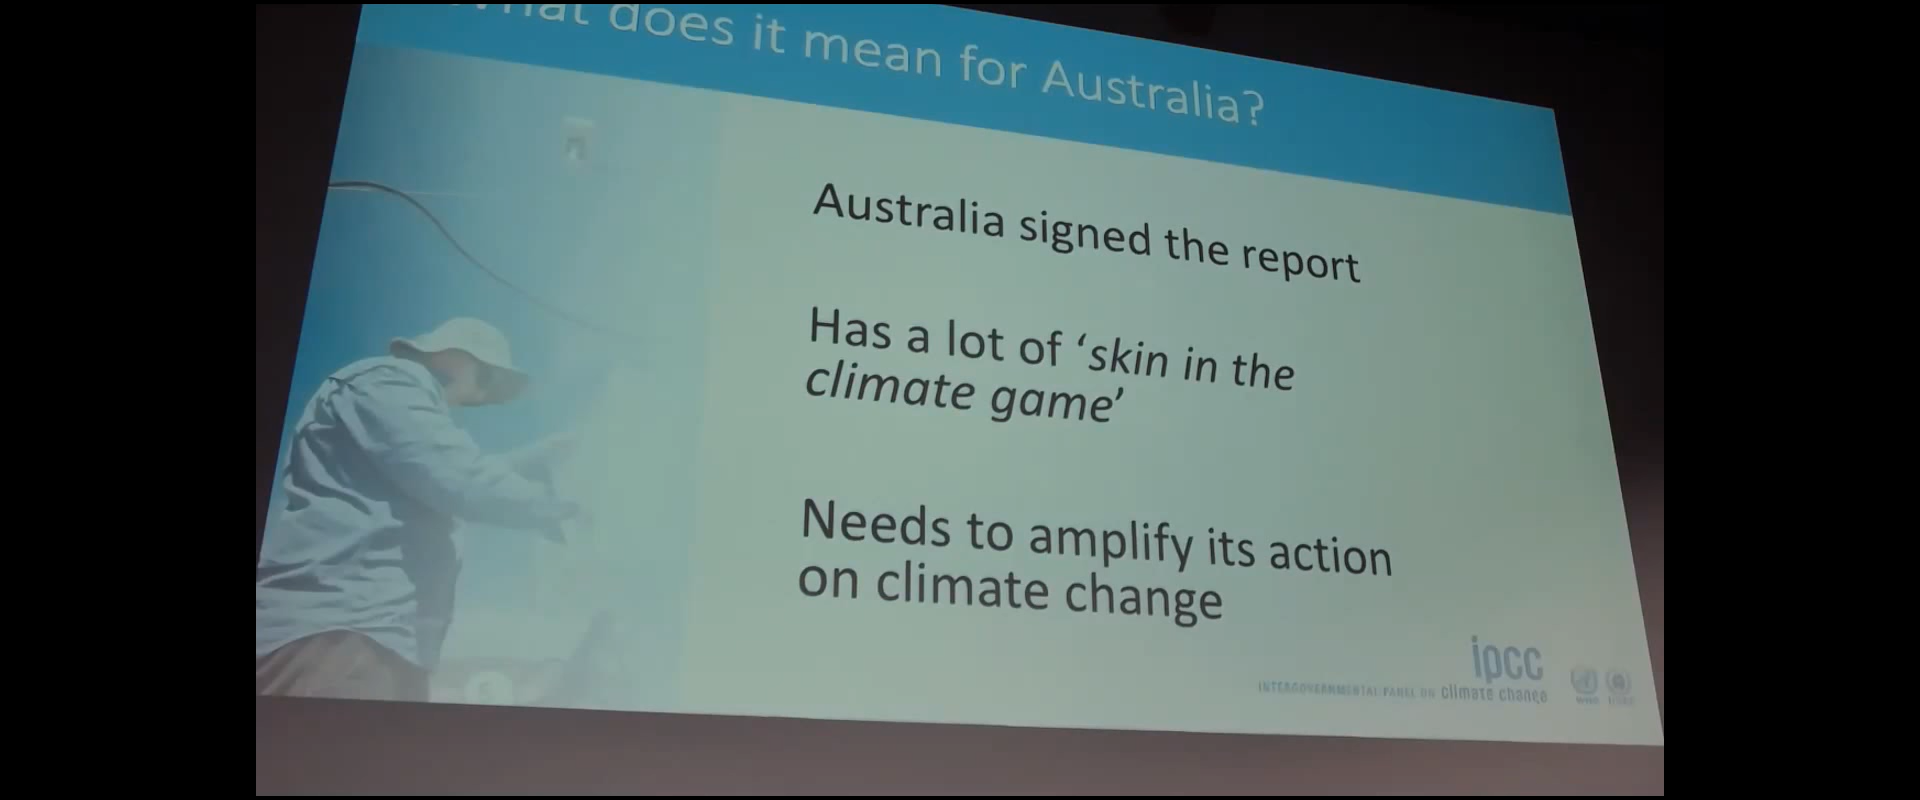 What does it mean for Australia?
Australia signed the report
Has a lot of ‘skin in the
climate game’
Needs to amplify its action
on climate change
ipcc
INTERGOVERNMENTAL PANEL ON climate change